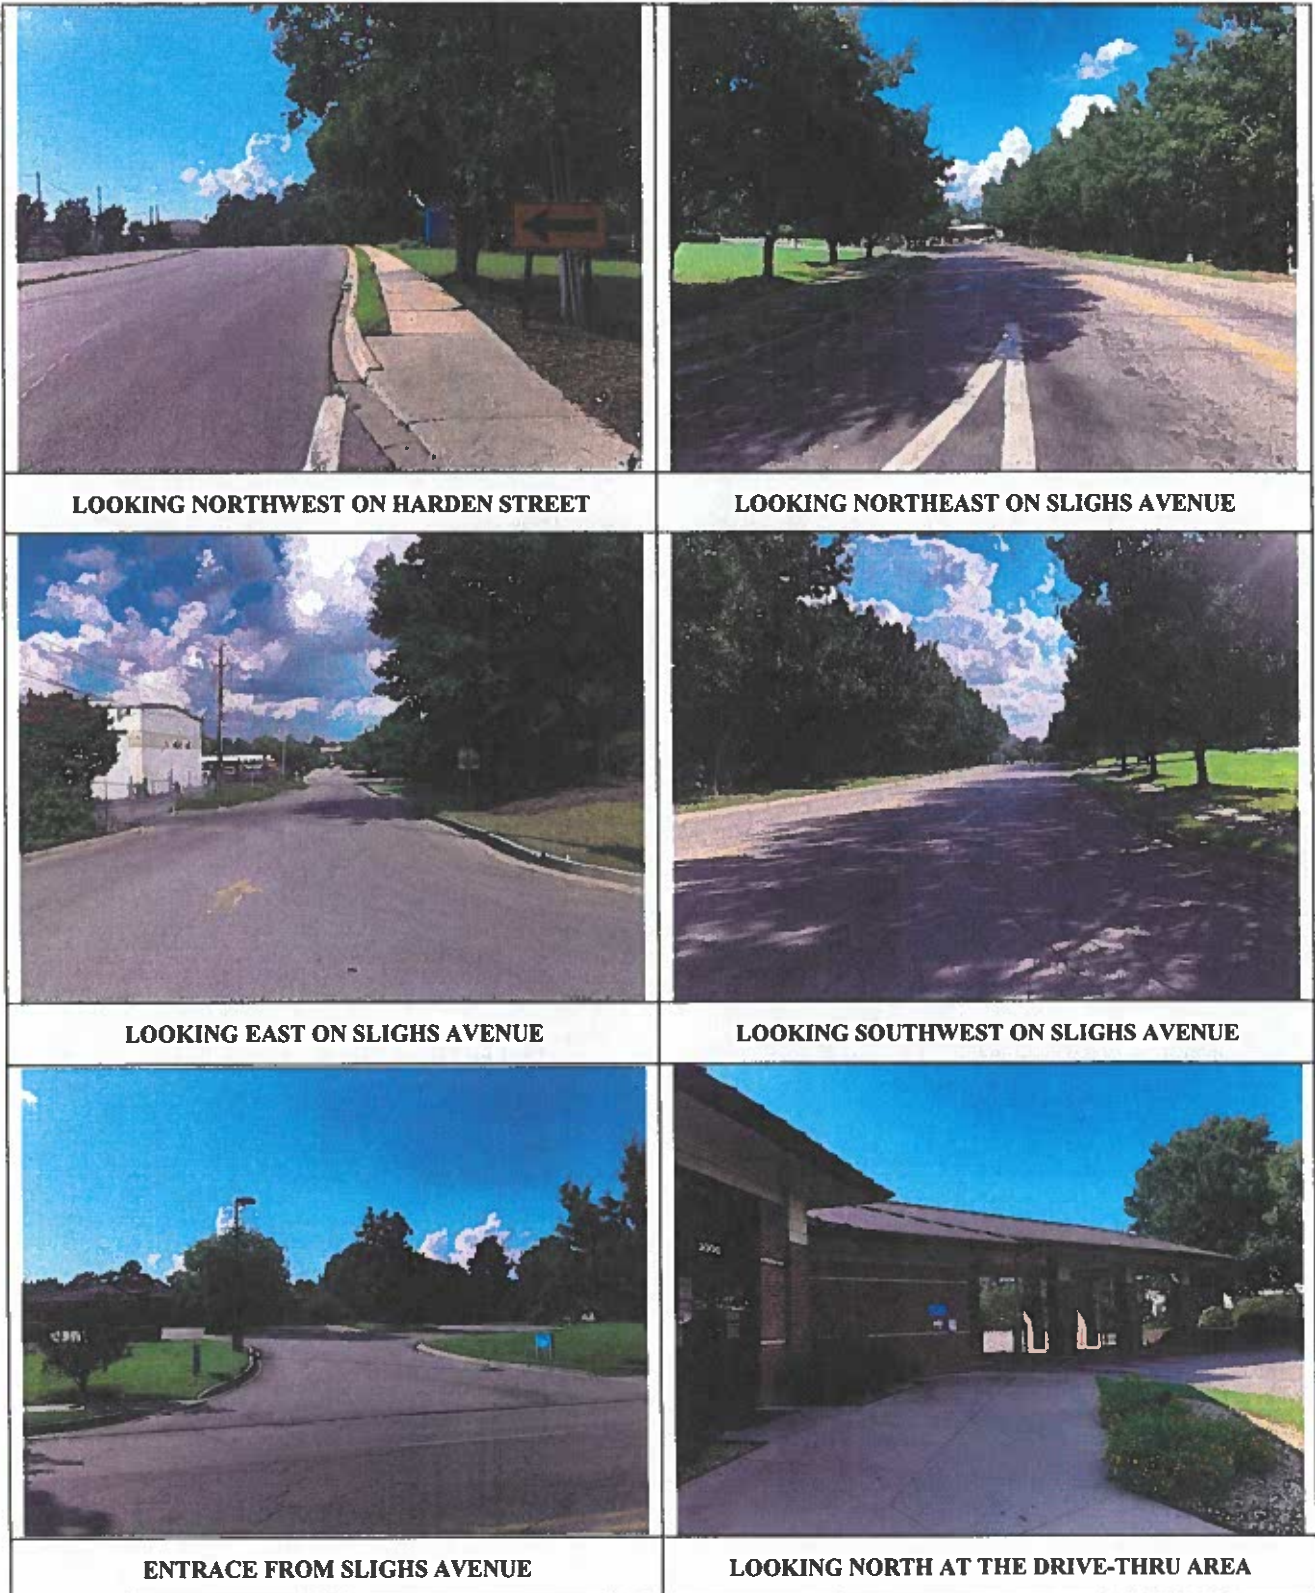 LOOKING NORTHWEST ON HARDEN STREET
LOOKING NORTHEAST ON SLIGHS AVENUE
LOOKING EAST ON SLIGHS AVENUE
LOOKING SOUTHWEST ON SLIGHS AVENUE
ENTRACE FROM SLIGHS AVENUE
LOOKING NORTH AT THE DRIVE-THRU AREA